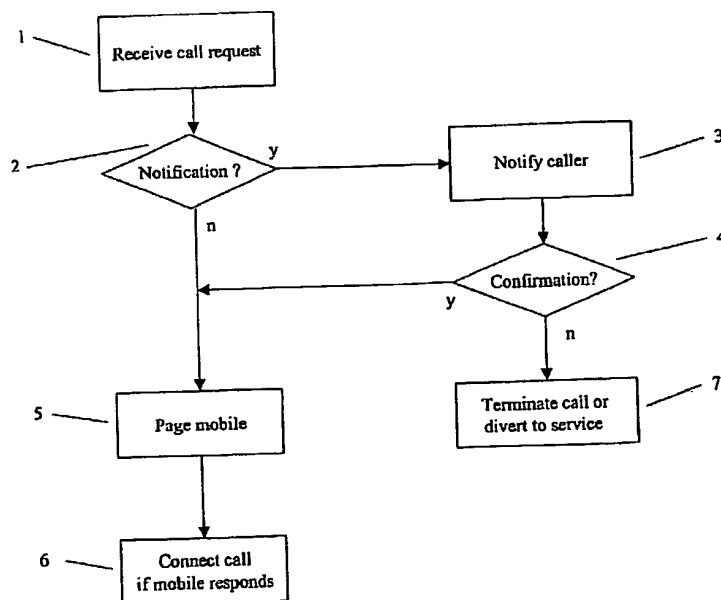 1
Receive call request
2
Notification ?
y
n
3
Notify caller
4
Confirmation?
y
n
5
Page mobile
7
Terminate call or
divert to service
6
Connect call
if mobile responds